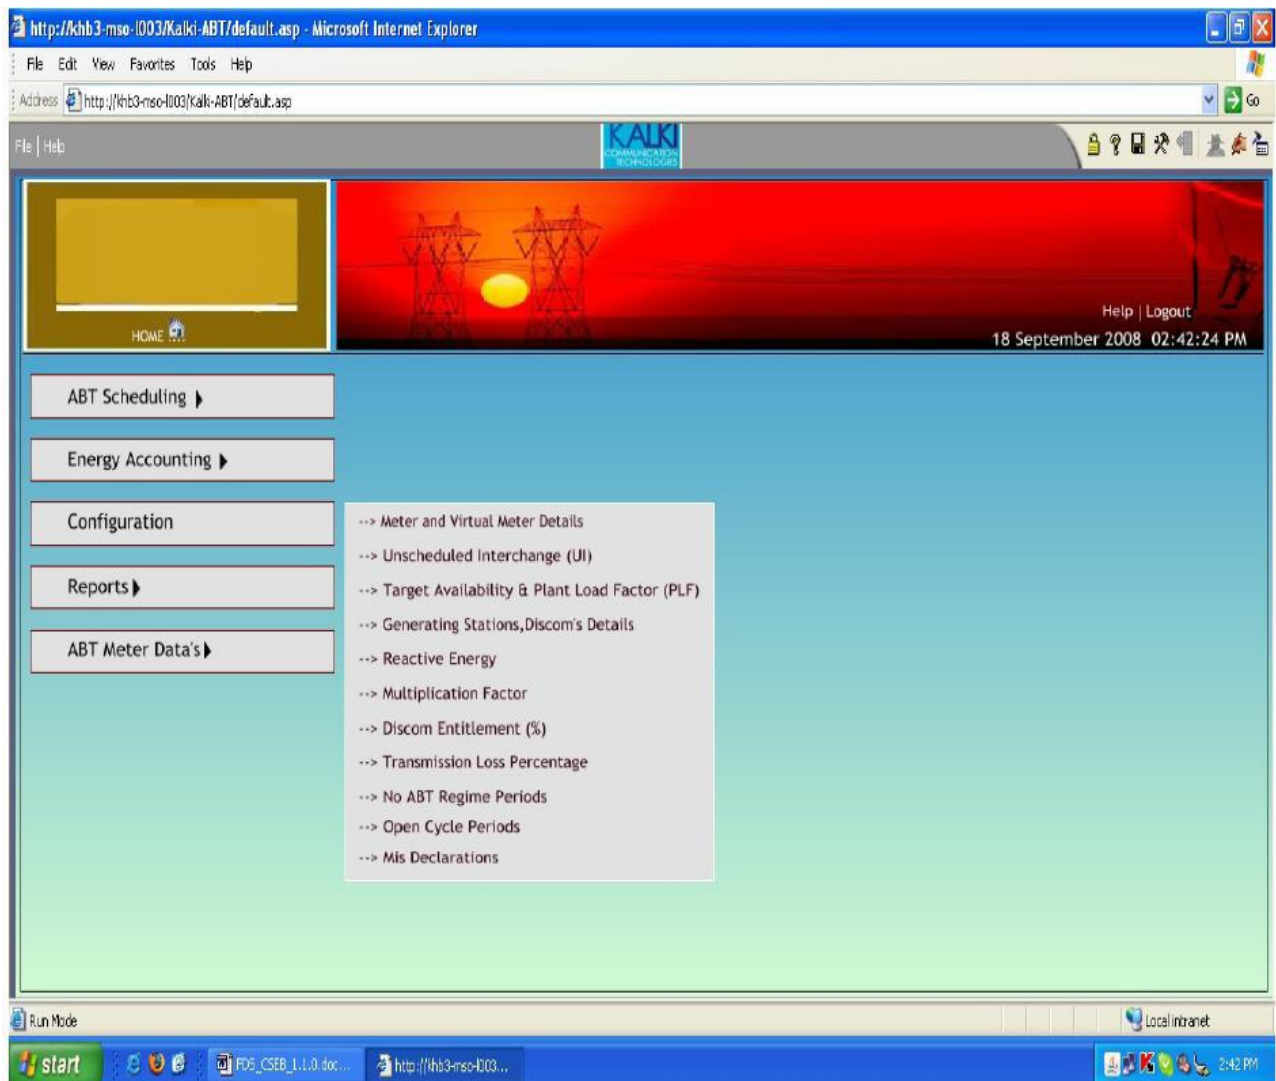 http://khb3-mso-l003/Kalki-ABT/default.asp - Microsoft Internet Explorer
File Edit View Favorites Tools Help
Address http://khb3-mso-l003/Kalki-ABT/default.asp Go
File | Help
KALKI
COMMUNICATION
TECHNOLOGIES
HOME
Help | Logout
18 September 2008 02:42:24 PM
ABT Scheduling
Energy Accounting
Configuration
Reports
ABT Meter Data's
--> Meter and Virtual Meter Details
--> Unscheduled Interchange (UI)
--> Target Availability & Plant Load Factor (PLF)
--> Generating Stations,Discom's Details
--> Reactive Energy
--> Multiplication Factor
--> Discom Entitlement (%)
--> Transmission Loss Percentage
--> No ABT Regime Periods
--> Open Cycle Periods
--> Mis Declarations
Run Mode Local intranet
start FDS_CSEB_1.1.0.doc... http://khb3-mso-l003... 2:42 PM